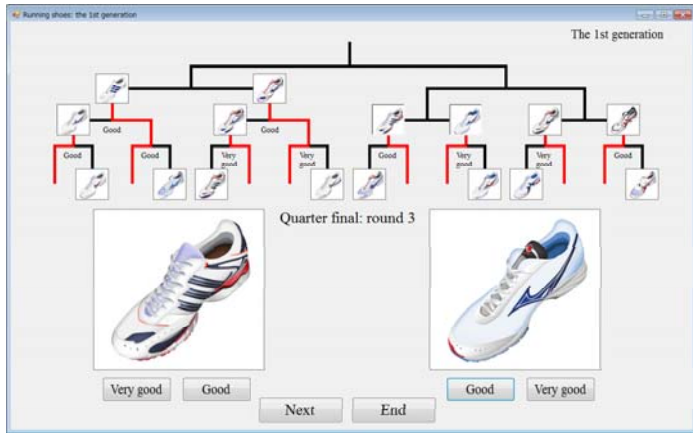 Running shoes: the 1st generation
The 1st generation
Good
Good
Good
Good
Very
good
Very
good
Good
Very
good
Very
good
Good
Quarter final: round 3
Very good
Good
Good
Very good
Next
End